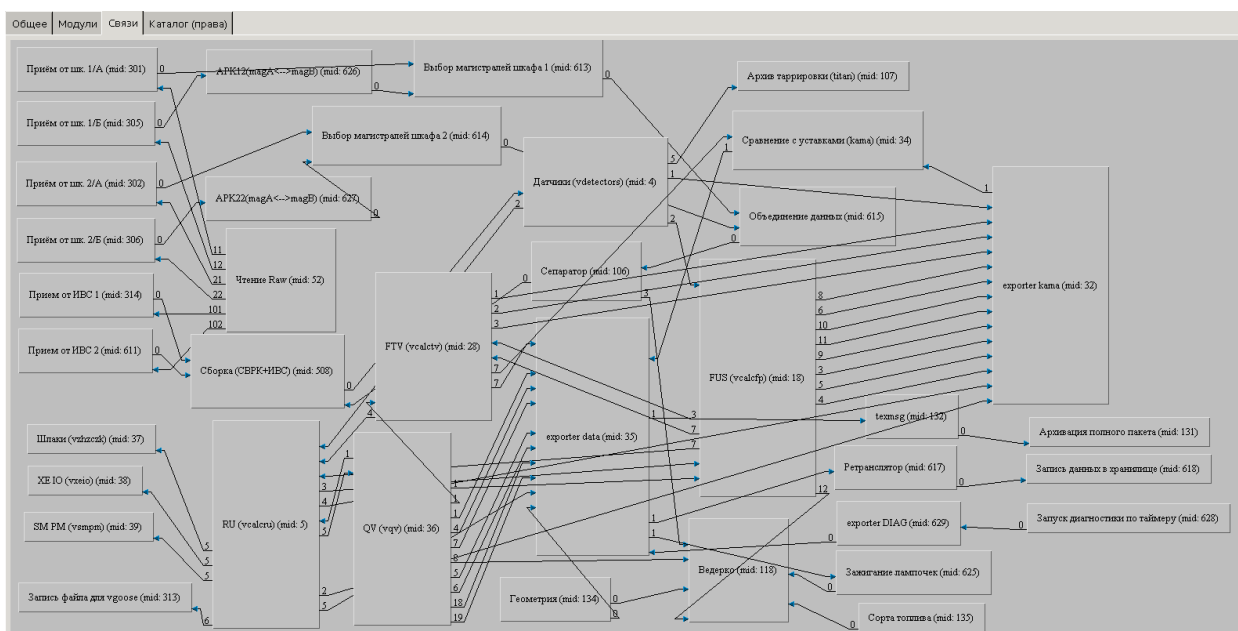 Общее Модули Связи Каталог (права)
Приём от шк. 1/А (mid: 301)
АРК12(magA<-->magB) (mid: 626)
Выбор магистралей шкафа 1 (mid: 613)
Архив таррировки (titan) (mid: 107)
Приём от шк. 1/Б (mid: 305)
Выбор магистралей шкафа 2 (mid: 614)
Сравнение с уставками (kama) (mid: 34)
Приём от шк. 2/А (mid: 302)
АРК22(magA<-->magB) (mid: 627)
Датчики (vdetectors) (mid: 4)
Объединение данных (mid: 615)
Приём от шк. 2/Б (mid: 306)
Чтение Raw (mid: 52)
Сепаратор (mid: 106)
exporter kama (mid: 32)
Прием от ИВС 1 (mid: 314)
Прием от ИВС 2 (mid: 611)
Сборка (СВРК+ИВС) (mid: 508)
FTV (vcalctv) (mid: 28)
FUS (vcalcfp) (mid: 18)
Шлаки (vzhzczk) (mid: 37)
exporter data (mid: 35)
texmsg (mid: 132)
Архивация полного пакета (mid: 131)
XE IO (vxeio) (mid: 38)
Ретранслятор (mid: 617)
Запись данных в хранилище (mid: 618)
SM PM (vsmpm) (mid: 39)
RU (vcalcru) (mid: 5)
QV (vqv) (mid: 36)
exporter DIAG (mid: 629)
Запуск диагностики по таймеру (mid: 628)
Ведерко (mid: 118)
Зажигание лампочек (mid: 625)
Запись файла для vgoose (mid: 313)
Геометрия (mid: 134)
Сорта топлива (mid: 135)